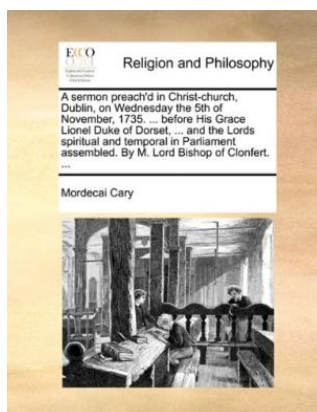 ECCO
Religion and Philosophy
A sermon preach'd in Christ-church,
Dublin, on Wednesday the 5th of
November, 1735. ... before His Grace
Lionel Duke of Dorset, ... and the Lords
spiritual and temporal in Parliament
assembled. By M. Lord Bishop of Clonfert.
...
Mordecai Cary